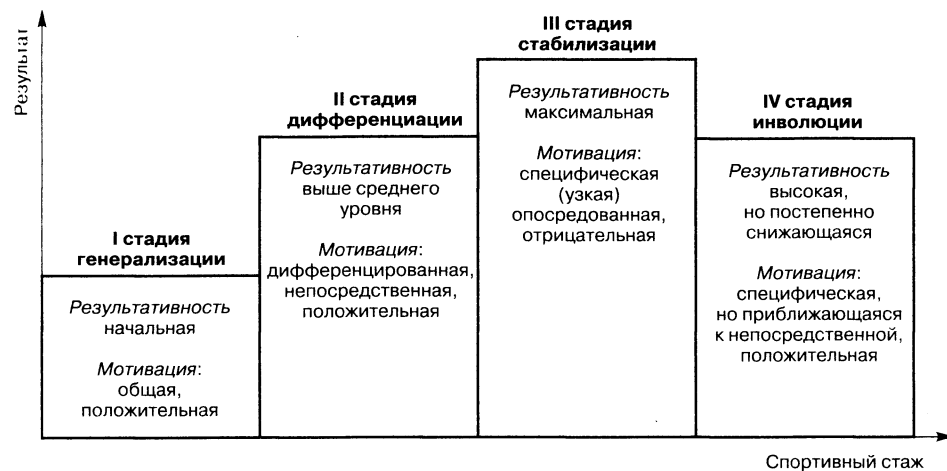 Результат
I стадия
генерализации
Результативность
начальная
Мотивация:
общая,
положительная
II стадия
дифференциации
Результативность
выше среднего
уровня
Мотивация:
дифференцированная,
непосредственная,
положительная
III стадия
стабилизации
Результативность
максимальная
Мотивация:
специфическая
(узкая)
опосредованная,
отрицательная
IV стадия
инволюции
Результативность
высокая,
но постепенно
снижающаяся
Мотивация:
специфическая,
но приближающаяся
к непосредственной,
положительная
Спортивный стаж